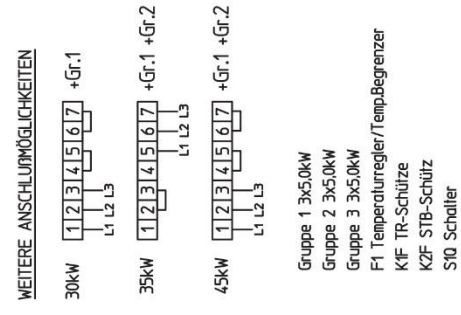 WEITERE ANSCHLUßMÖGLICHKEITEN
30kW 1 2 3 4 5 6 7 +Gr.1
L1 L2 L3
35kW 1 2 3 4 5 6 7 +Gr.1 +Gr.2
L1 L2 L3
45kW 1 2 3 4 5 6 7 +Gr.1 +Gr.2
L1 L2 L3
Gruppe 1 3x5,0kW
Gruppe 2 3x5,0kW
Gruppe 3 3x5,0kW
F1 Temperaturregler/Temp.Begrenzer
K1F TR-Schütze
K2F STB-Schütz
S1Q Schalter